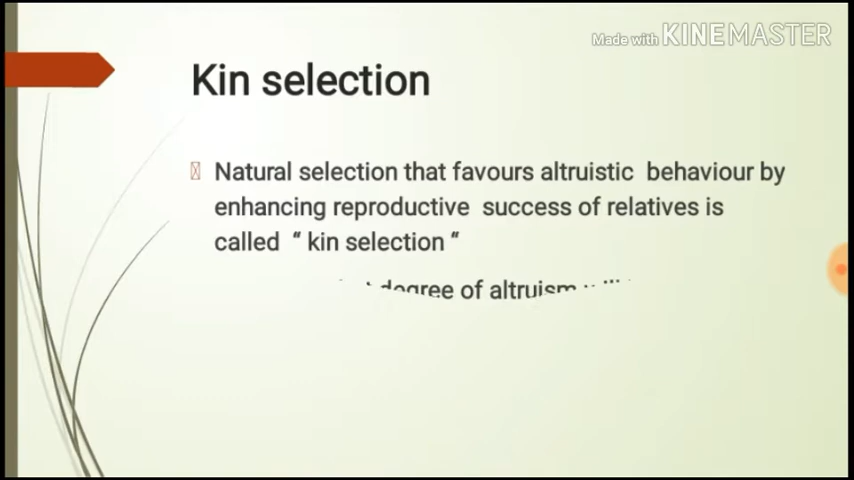 Made with KINEMASTER
Kin selection
Natural selection that favours altruistic behaviour by
enhancing reproductive success of relatives is
called “ kin selection “
degree of altruism